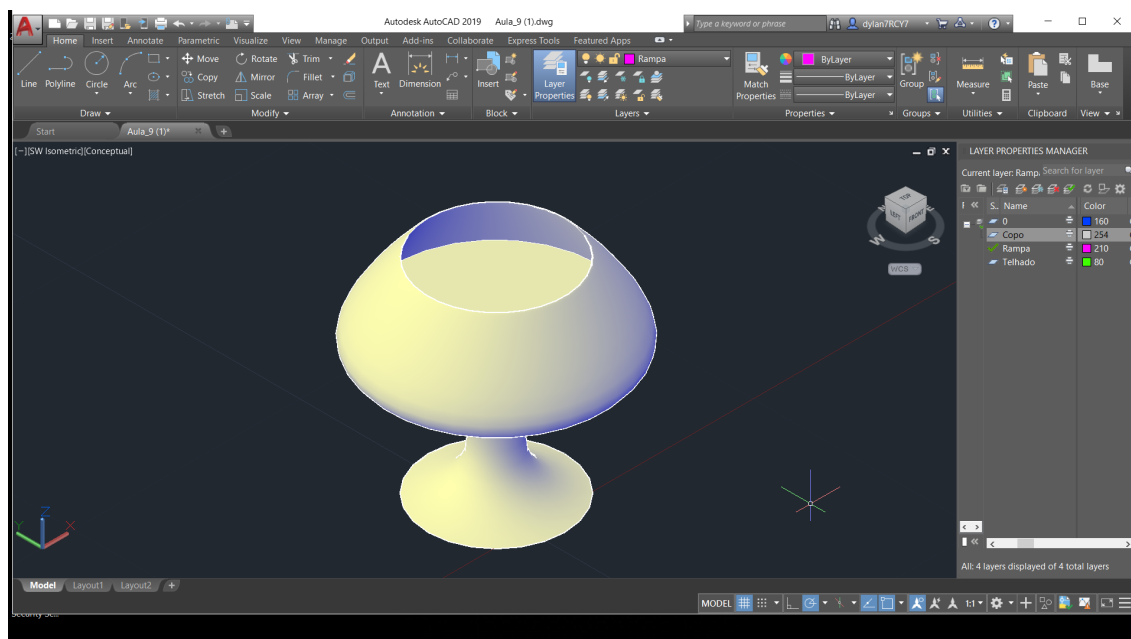 Autodesk AutoCAD 2019 Aula_9 (1).dwg
Type a keyword or phrase
dylan7RCY7
Home Insert Annotate Parametric Visualize View Manage Output Add-ins Collaborate Express Tools Featured Apps
Line Polyline Circle Arc
Move Rotate Trim
Copy Mirror Fillet
Stretch Scale Array
Text Dimension
Insert
Layer Properties
Rampa
Match Properties
ByLayer
ByLayer
ByLayer
Group
Measure
Paste
Base
Draw Modify Annotation Block Layers Properties Groups Utilities Clipboard View
Start Aula_9 (1)* +
[−][SW Isometric][Conceptual]
TOP
LEFT FRONT
S
WCS
LAYER PROPERTIES MANAGER
Current layer: Ramp
Search for layer
S.. Name Color
0 160
Copo 254
Rampa 210
Telhado 80
All: 4 layers displayed of 4 total layers
Z
Y X
Model Layout1 Layout2 +
MODEL 1:1